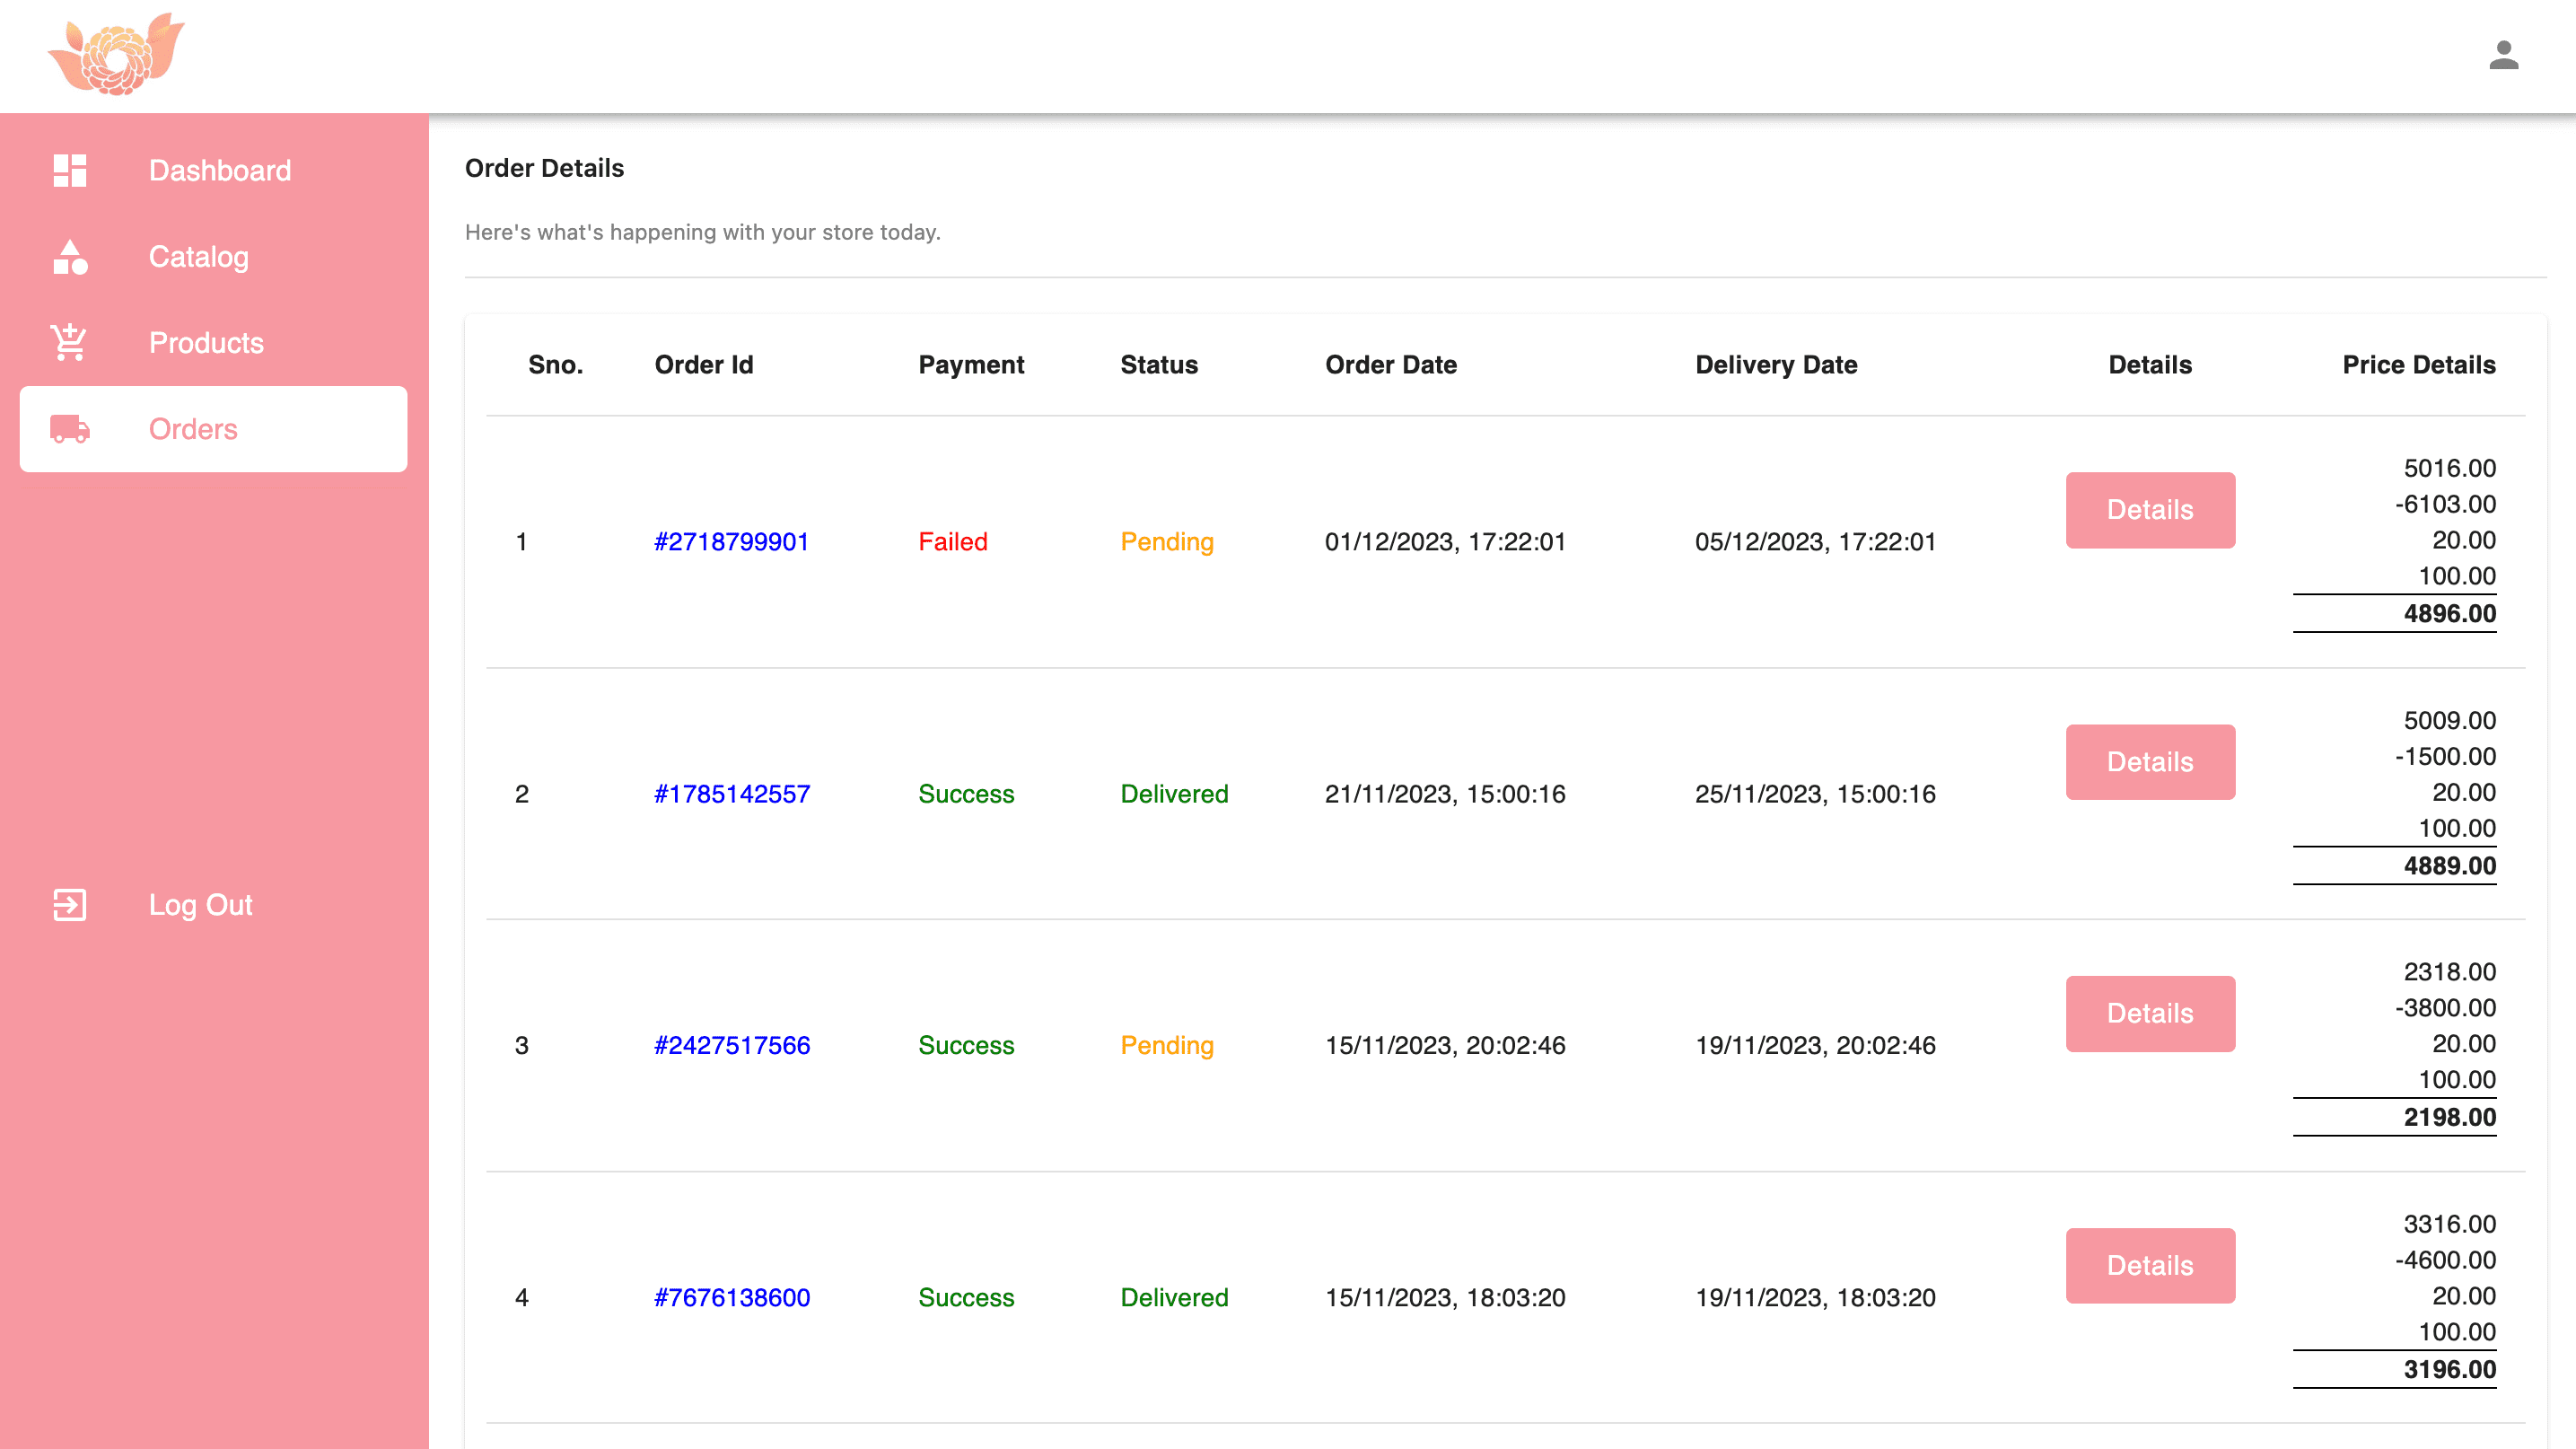 Dashboard
Catalog
Products
Orders
Log Out
Order Details
Here's what's happening with your store today.
Sno. Order Id Payment Status Order Date Delivery Date Details Price Details
1 #2718799901 Failed Pending 01/12/2023, 17:22:01 05/12/2023, 17:22:01 Details
5016.00
-6103.00
20.00
100.00
4896.00
2 #1785142557 Success Delivered 21/11/2023, 15:00:16 25/11/2023, 15:00:16 Details
5009.00
-1500.00
20.00
100.00
4889.00
3 #2427517566 Success Pending 15/11/2023, 20:02:46 19/11/2023, 20:02:46 Details
2318.00
-3800.00
20.00
100.00
2198.00
4 #7676138600 Success Delivered 15/11/2023, 18:03:20 19/11/2023, 18:03:20 Details
3316.00
-4600.00
20.00
100.00
3196.00